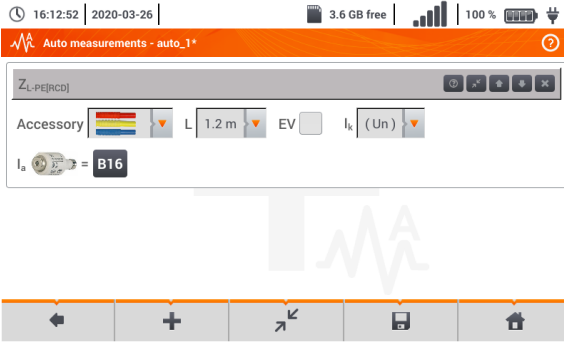 16:12:52 2020-03-26 3.6 GB free 100 %
Auto measurements - auto_1*
ZL-PE[RCD]
Accessory L 1.2 m EV Ik ( Un )
Ia = B16